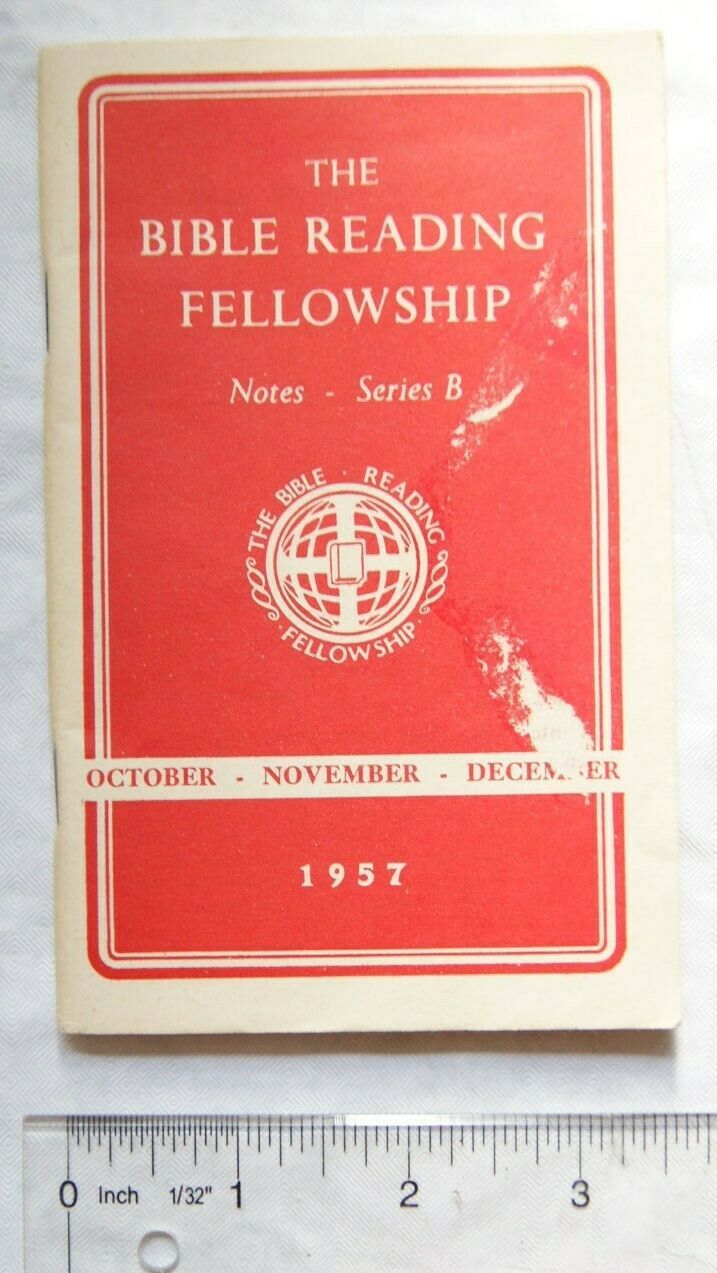 THE
BIBLE READING
FELLOWSHIP
Notes - Series B
THE BIBLE · READING
· FELLOWSHIP ·
OCTOBER - NOVEMBER - DECEM ER
1957
0 Inch 1/32" 1 2 3